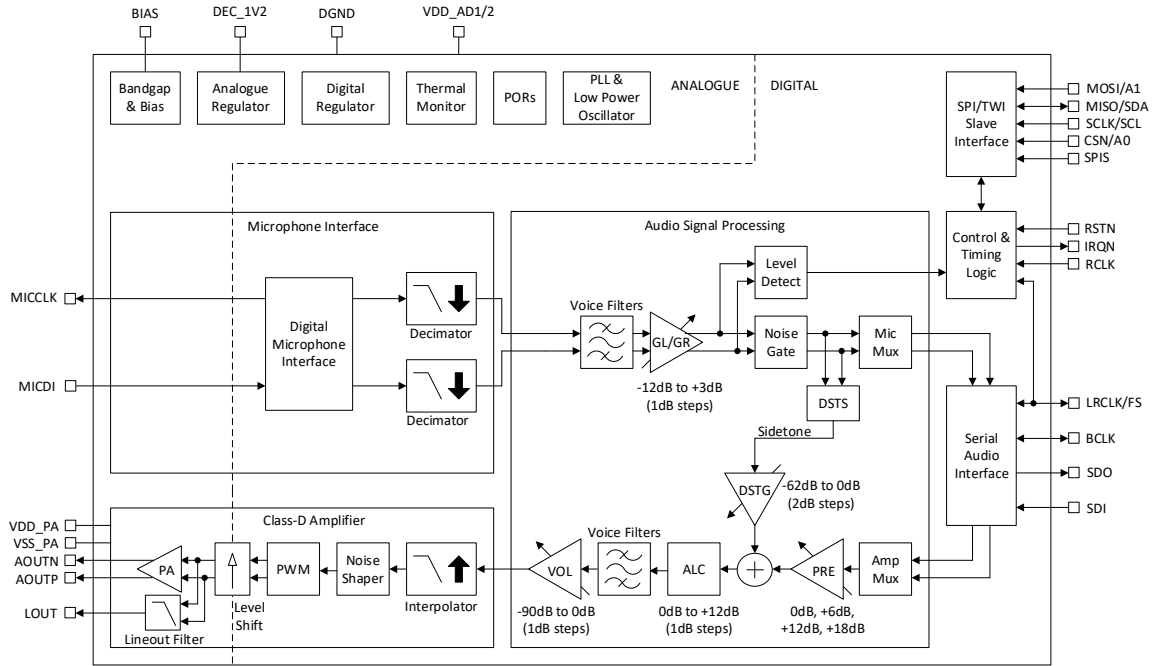 BIAS
DEC_1V2
DGND
VDD_AD1/2
Bandgap
& Bias
Analogue
Regulator
Digital
Regulator
Thermal
Monitor
PORs
PLL &
Low Power
Oscillator
ANALOGUE
DIGITAL
SPI/TWI
Slave
Interface
MOSI/A1
MISO/SDA
SCLK/SCL
CSN/A0
SPIS
Microphone Interface
Audio Signal Processing
Control &
Timing
Logic
RSTN
IRQN
RCLK
MICCLK
MICDI
Digital
Microphone
Interface
Decimator
Decimator
Voice Filters
GL/GR
-12dB to +3dB
(1dB steps)
Level
Detect
Noise
Gate
Mic
Mux
DSTS
Sidetone
DSTG
-62dB to 0dB
(2dB steps)
Serial
Audio
Interface
LRCLK/FS
BCLK
SDO
SDI
VDD_PA
VSS_PA
AOUTN
AOUTP
LOUT
Class-D Amplifier
PA
Lineout Filter
Level
Shift
PWM
Noise
Shaper
Interpolator
VOL
-90dB to 0dB
(1dB steps)
Voice Filters
ALC
0dB to +12dB
(1dB steps)
PRE
0dB, +6dB,
+12dB, +18dB
Amp
Mux